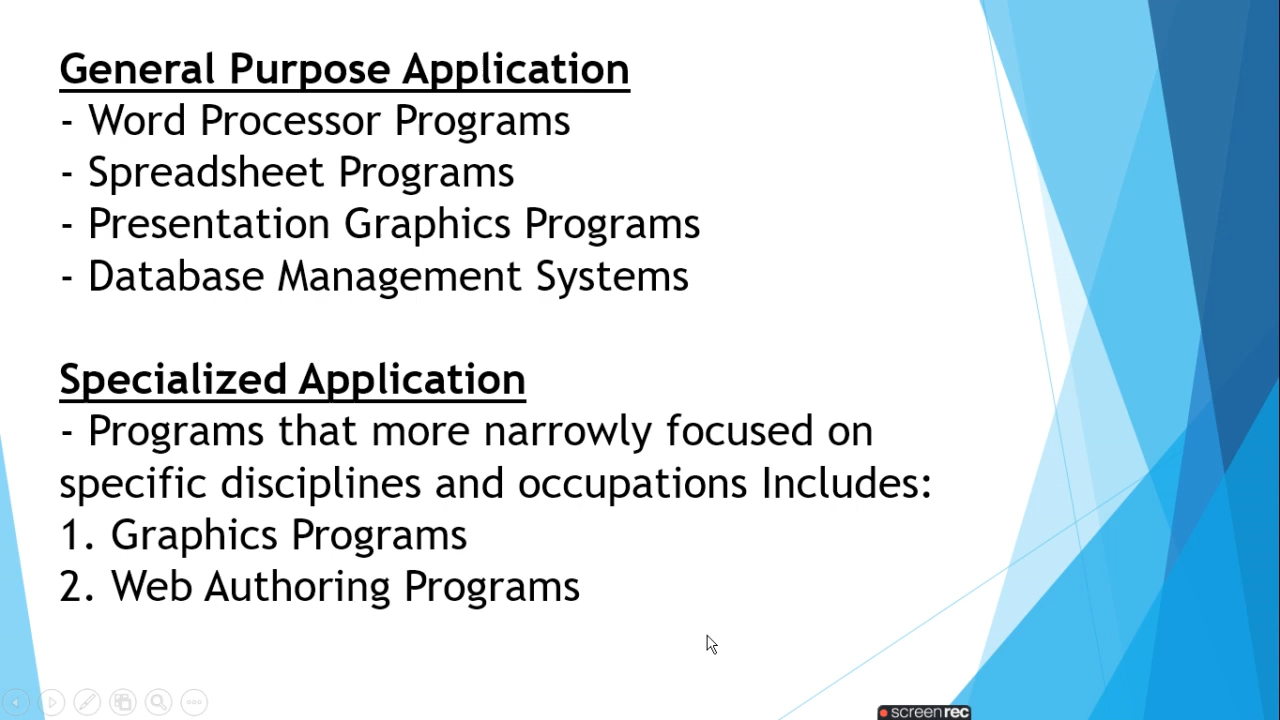 General Purpose Application
- Word Processor Programs
- Spreadsheet Programs
- Presentation Graphics Programs
- Database Management Systems
Specialized Application
- Programs that more narrowly focused on
specific disciplines and occupations Includes:
1. Graphics Programs
2. Web Authoring Programs
screenrec